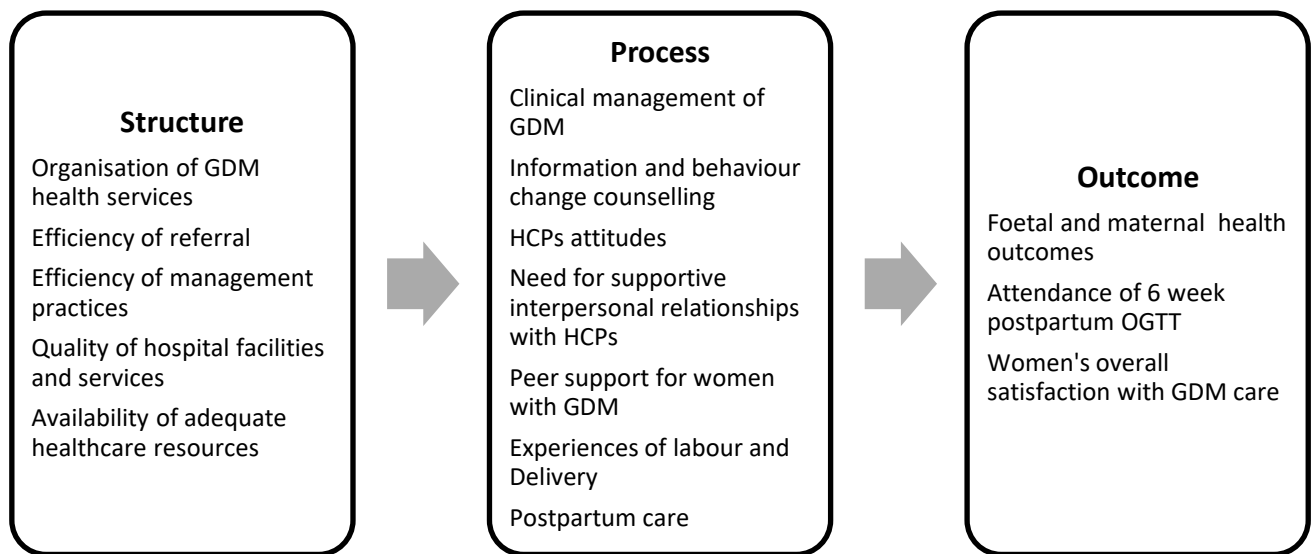 Structure
Organisation of GDM
health services
Efficiency of referral
Efficiency of management
practices
Quality of hospital facilities
and services
Availability of adequate
healthcare resources
Process
Clinical management of
GDM
Information and behaviour
change counselling
HCPs attitudes
Need for supportive
interpersonal relationships
with HCPs
Peer support for women
with GDM
Experiences of labour and
Delivery
Postpartum care
Outcome
Foetal and maternal  health
outcomes
Attendance of 6 week
postpartum OGTT
Women's overall
satisfaction with GDM care